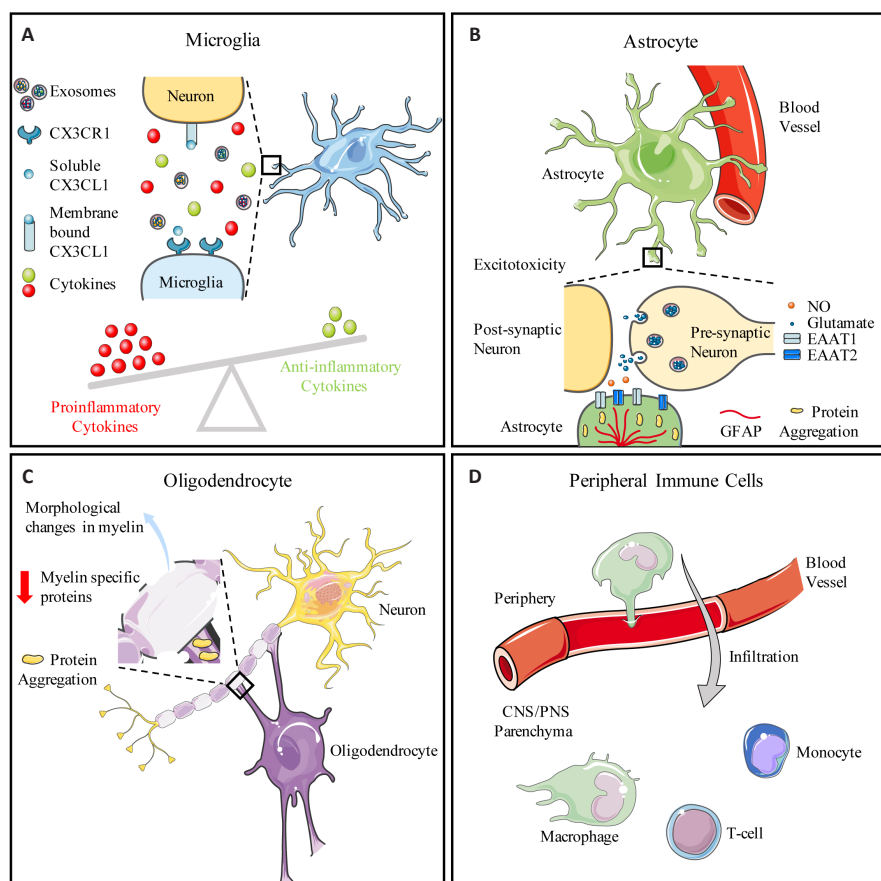 A
Microglia
Exosomes
CX3CR1
Soluble
CX3CL1
Membrane
bound
CX3CL1
Cytokines
Neuron
Microglia
Proinflammatory
Cytokines
Anti-inflammatory
Cytokines
B
Astrocyte
Blood
Vessel
Astrocyte
Excitotoxicity
Post-synaptic
Neuron
Pre-synaptic
Neuron
NO
Glutamate
EAAT1
EAAT2
Astrocyte
GFAP
Protein
Aggregation
C
Oligodendrocyte
Morphological
changes in myelin
Myelin specific
proteins
Protein
Aggregation
Neuron
Oligodendrocyte
D
Peripheral Immune Cells
Periphery
Blood
Vessel
Infiltration
CNS/PNS
Parenchyma
Monocyte
Macrophage
T-cell